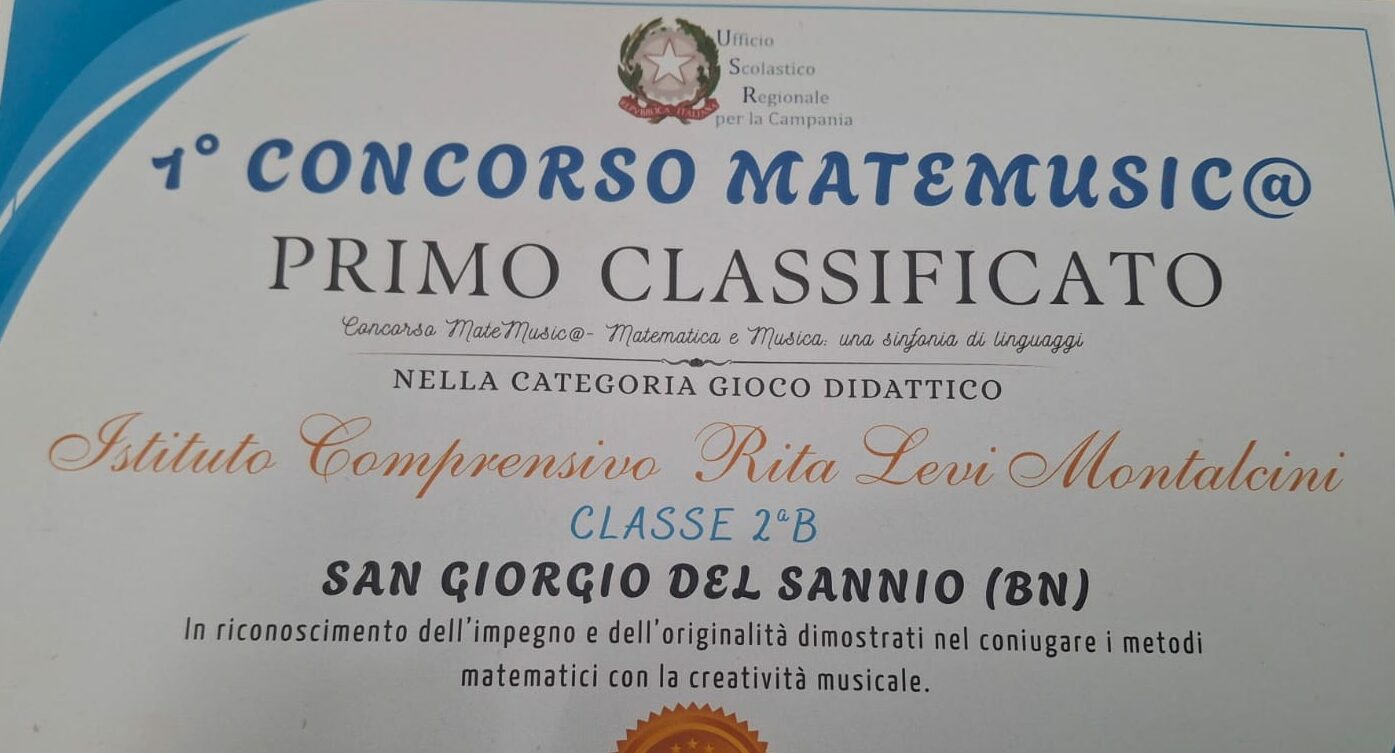 Ufficio
Scolastico
Regionale
per la Campania
REPVBBLICA ITALIANA
1° CONCORSO MATEMUSIC@
PRIMO CLASSIFICATO
Concorso MateMusic@- Matematica e Musica: una sinfonia di linguaggi
NELLA CATEGORIA GIOCO DIDATTICO
Istituto Comprensivo Rita Levi Montalcini
CLASSE 2ªB
SAN GIORGIO DEL SANNIO (BN)
In riconoscimento dell'impegno e dell'originalità dimostrati nel coniugare i metodi
matematici con la creatività musicale.